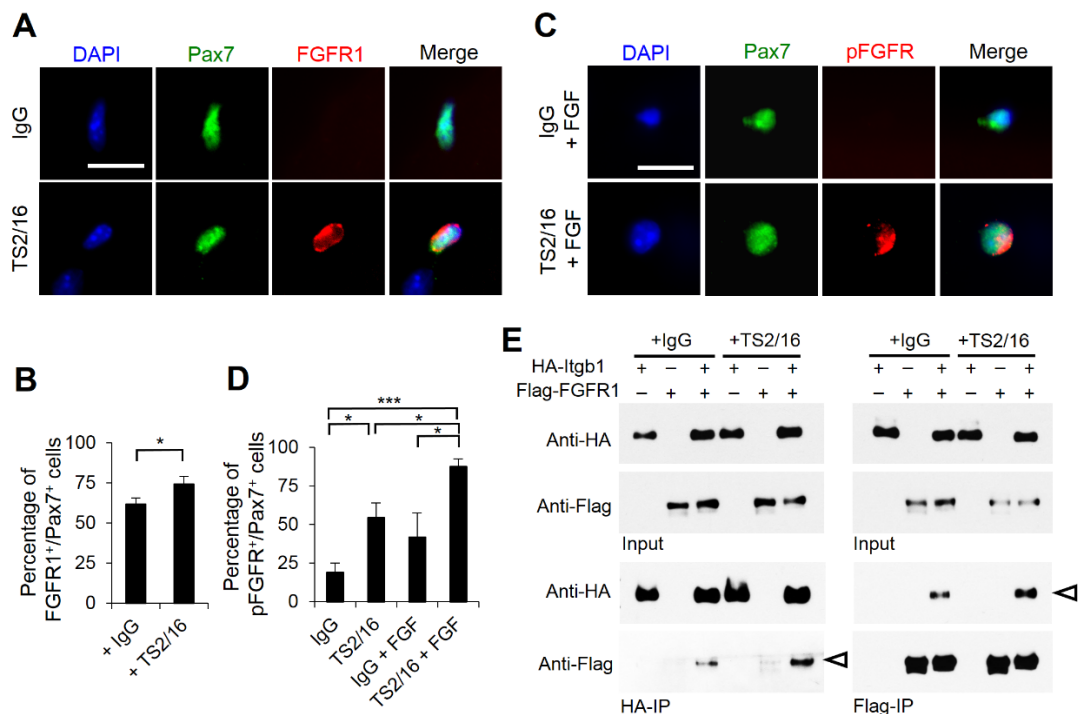 A
DAPI Pax7 FGFR1 Merge
IgG
TS2/16
C
DAPI Pax7 pFGFR Merge
IgG + FGF
TS2/16 + FGF
B
Percentage of FGFR1⁺/Pax7⁺ cells
100
75
50
25
0
*
+ IgG
+ TS2/16
D
Percentage of pFGFR⁺/Pax7⁺ cells
100
75
50
25
0
***
* *
*
IgG
TS2/16
IgG + FGF
TS2/16 + FGF
E
+IgG +TS2/16 +IgG +TS2/16
HA-Itgb1 + – + + – + + – + + – +
Flag-FGFR1 – + + – + + – + + – + +
Anti-HA
Anti-Flag
Input Input
Anti-HA
Anti-Flag
HA-IP Flag-IP